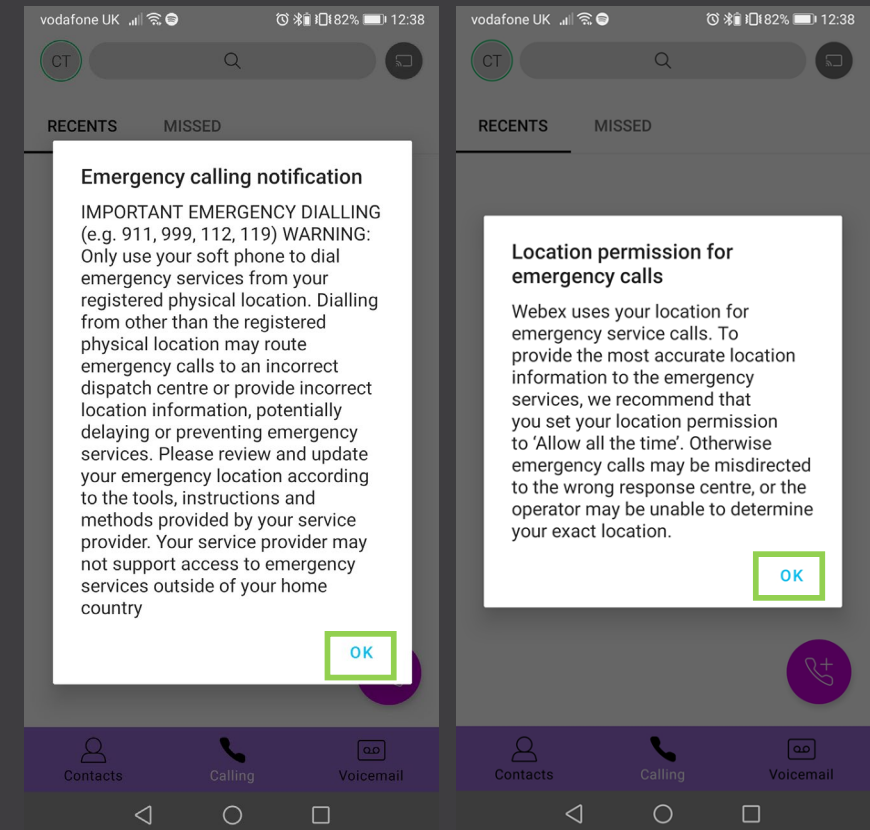 vodafone UK 82% 12:38
CT
RECENTS MISSED
Emergency calling notification
IMPORTANT EMERGENCY DIALLING
(e.g. 911, 999, 112, 119) WARNING:
Only use your soft phone to dial
emergency services from your
registered physical location. Dialling
from other than the registered
physical location may route
emergency calls to an incorrect
dispatch centre or provide incorrect
location information, potentially
delaying or preventing emergency
services. Please review and update
your emergency location according
to the tools, instructions and
methods provided by your service
provider. Your service provider may
not support access to emergency
services outside of your home
country
OK
Contacts Calling Voicemail
vodafone UK 82% 12:38
CT
RECENTS MISSED
Location permission for
emergency calls
Webex uses your location for
emergency service calls. To
provide the most accurate location
information to the emergency
services, we recommend that
you set your location permission
to ‘Allow all the time’. Otherwise
emergency calls may be misdirected
to the wrong response centre, or the
operator may be unable to determine
your exact location.
OK
Contacts Calling Voicemail